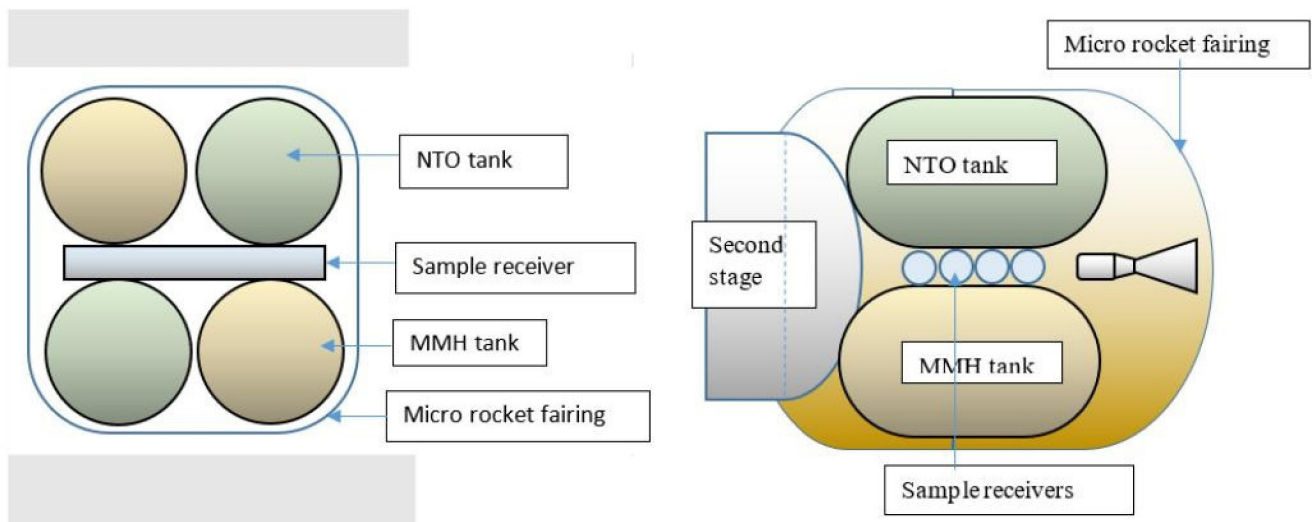 NTO tank
Sample receiver
MMH tank
Micro rocket fairing
Micro rocket fairing
NTO tank
Second
stage
MMH tank
Sample receivers